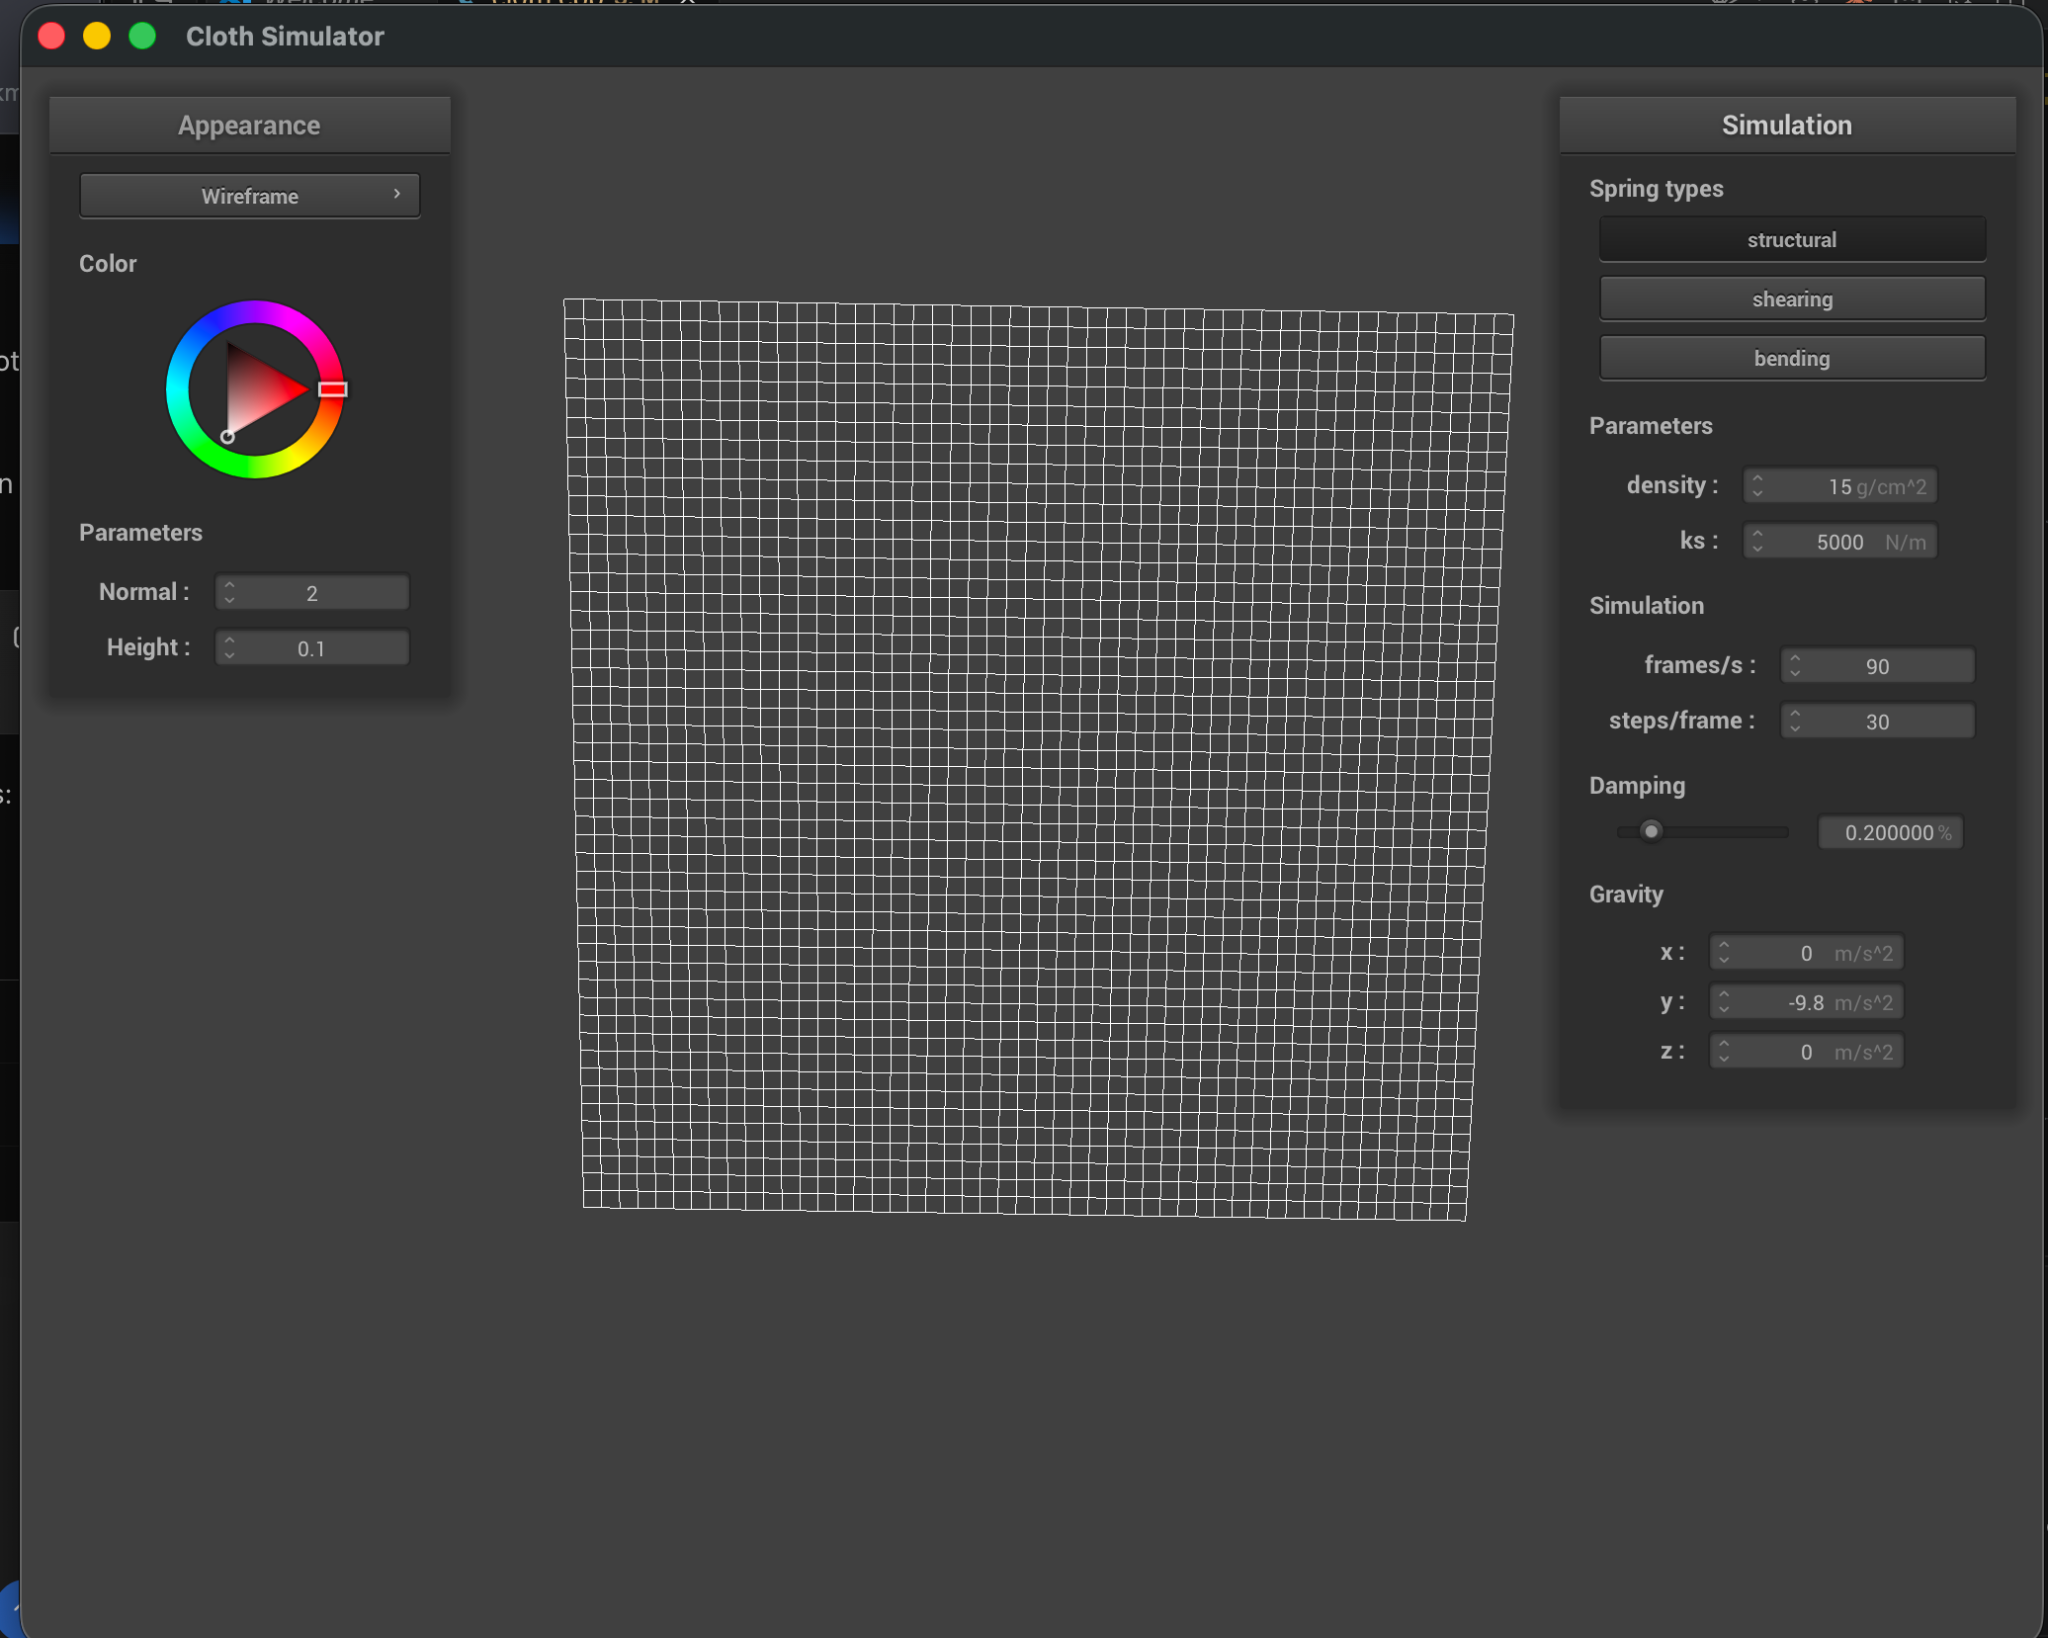 Cloth Simulator
Appearance
Wireframe
Color
Parameters
Normal : 2
Height : 0.1
Simulation
Spring types
structural
shearing
bending
Parameters
density : 15 g/cm^2
ks : 5000 N/m
Simulation
frames/s : 90
steps/frame : 30
Damping
0.200000 %
Gravity
x : 0 m/s^2
y : -9.8 m/s^2
z : 0 m/s^2